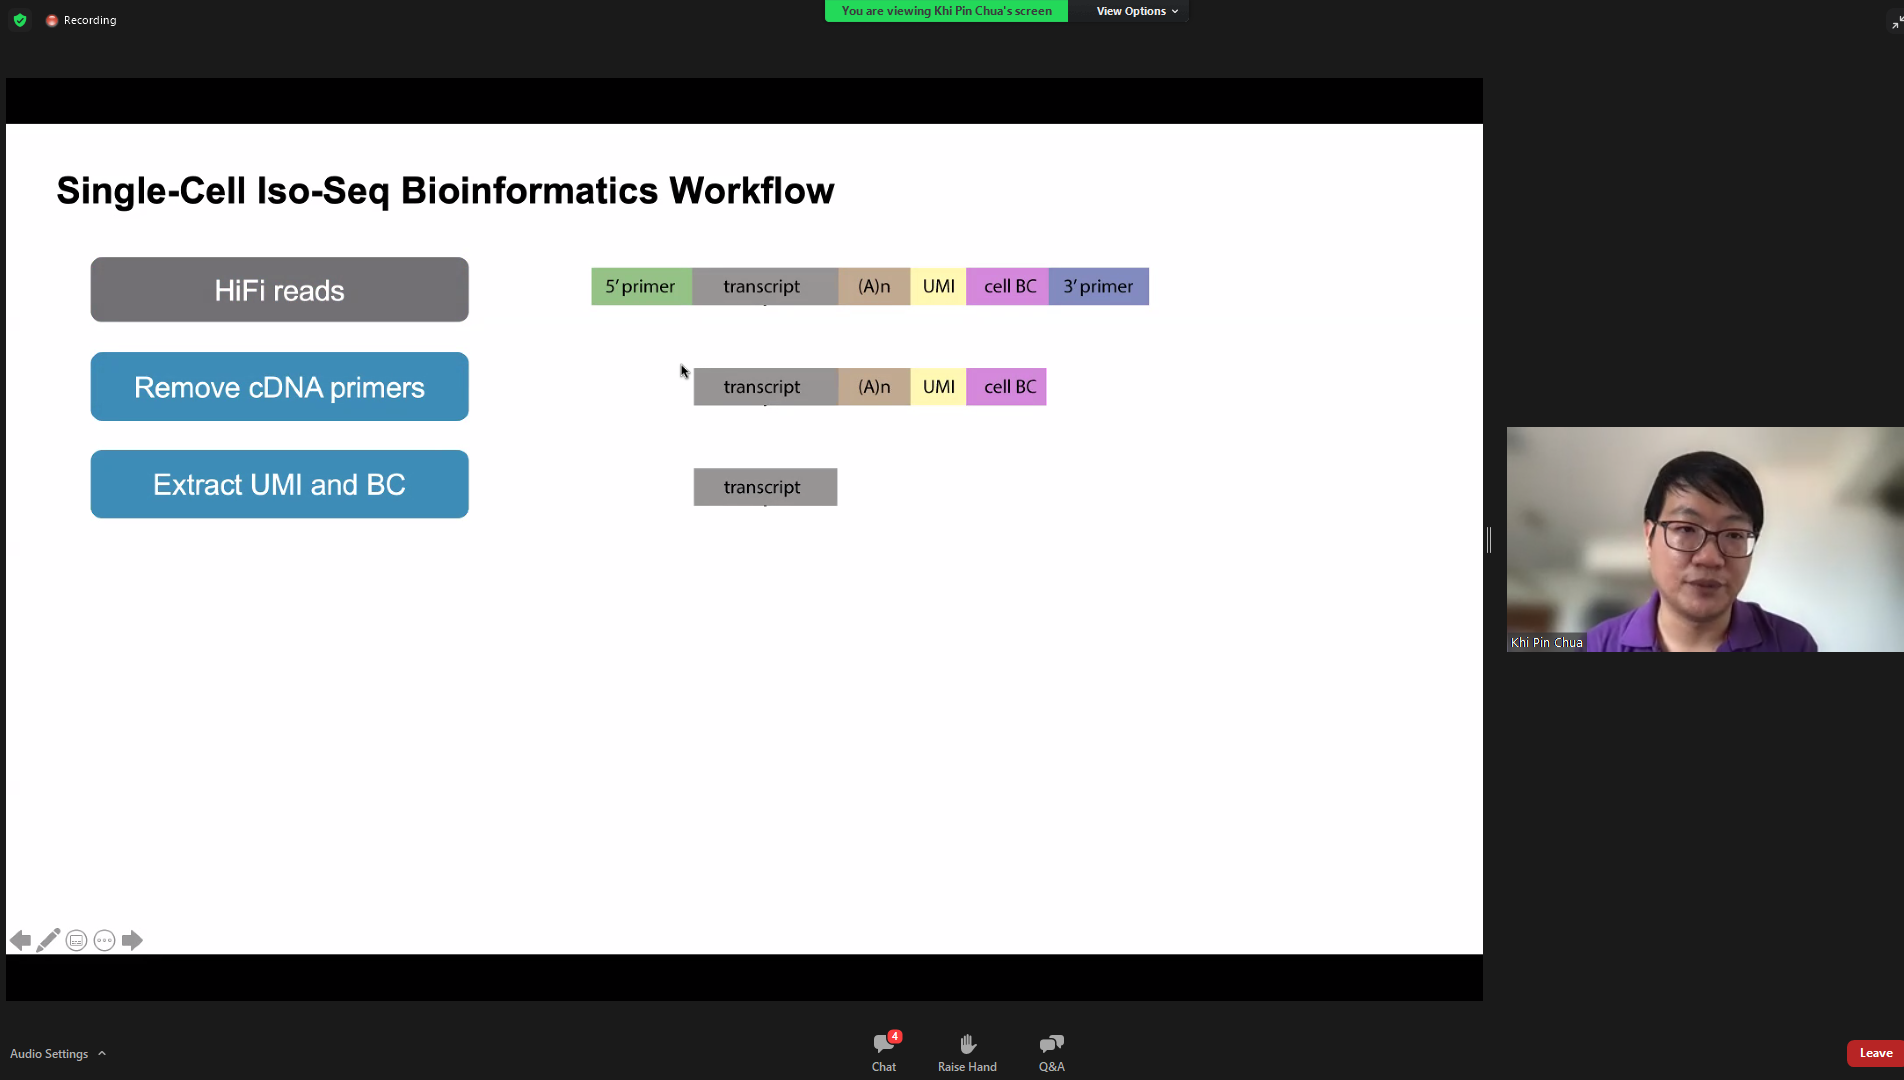 Recording
You are viewing Khi Pin Chua's screen
View Options
Single-Cell Iso-Seq Bioinformatics Workflow
HiFi reads
5' primer transcript (A)n UMI cell BC 3' primer
Remove cDNA primers
transcript (A)n UMI cell BC
Extract UMI and BC
transcript
Khi Pin Chua
Audio Settings
4
Chat
Raise Hand
Q&A
Leave